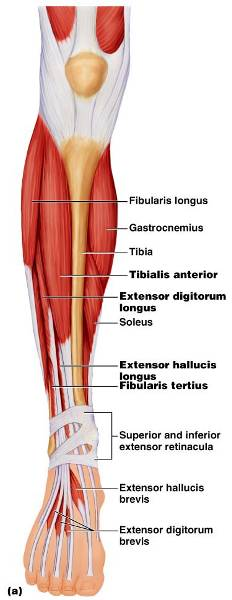 Fibularis longus
Gastrocnemius
Tibia
Tibialis anterior
Extensor digitorum
longus
Soleus
Extensor hallucis
longus
Fibularis tertius
Superior and inferior
extensor retinacula
Extensor hallucis
brevis
Extensor digitorum
brevis
(a)